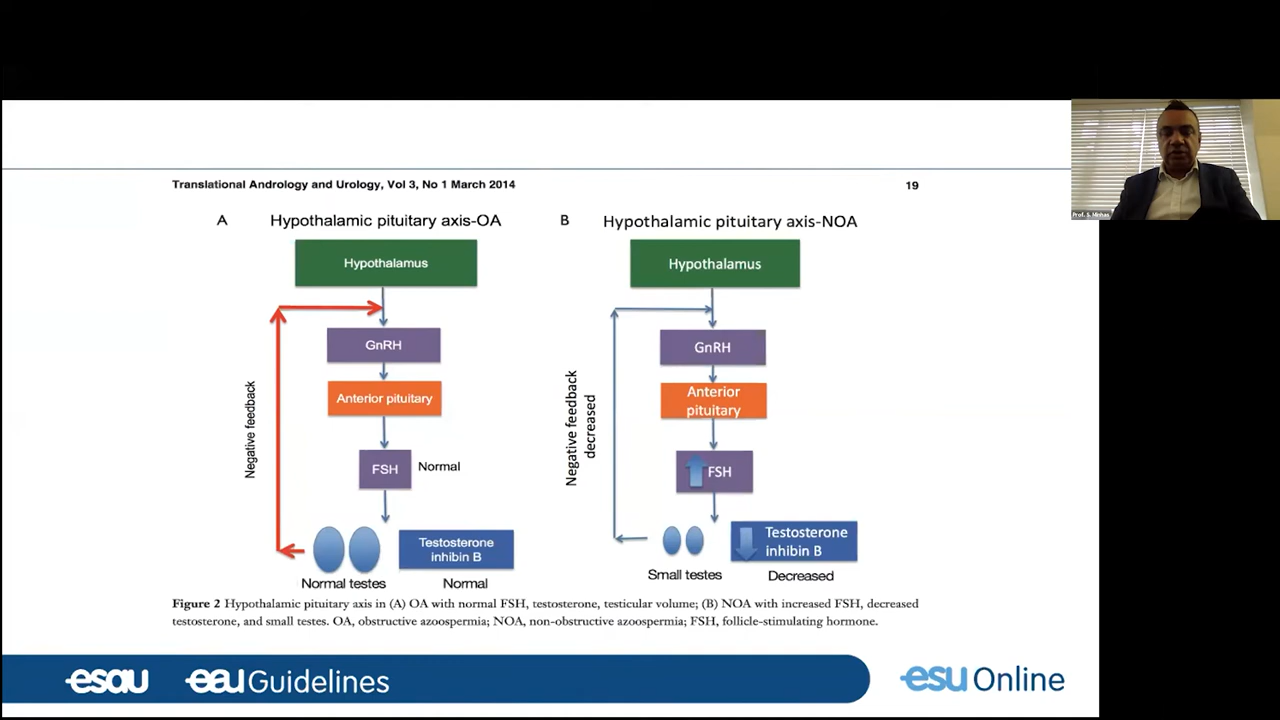 Prof. S. Minhas
Translational Andrology and Urology, Vol 3, No 1 March 2014
19
A
Hypothalamic pituitary axis-OA
Hypothalamus
GnRH
Anterior pituitary
FSH
Normal
Negative feedback
Testosterone
inhibin B
Normal testes
Normal
B
Hypothalamic pituitary axis-NOA
Hypothalamus
GnRH
Anterior
pituitary
FSH
Negative feedback
decreased
Testosterone
inhibin B
Small testes
Decreased
Figure 2 Hypothalamic pituitary axis in (A) OA with normal FSH, testosterone, testicular volume; (B) NOA with increased FSH, decreased
testosterone, and small testes. OA, obstructive azoospermia; NOA, non-obstructive azoospermia; FSH, follicle-stimulating hormone.
esau
eau Guidelines
esu Online